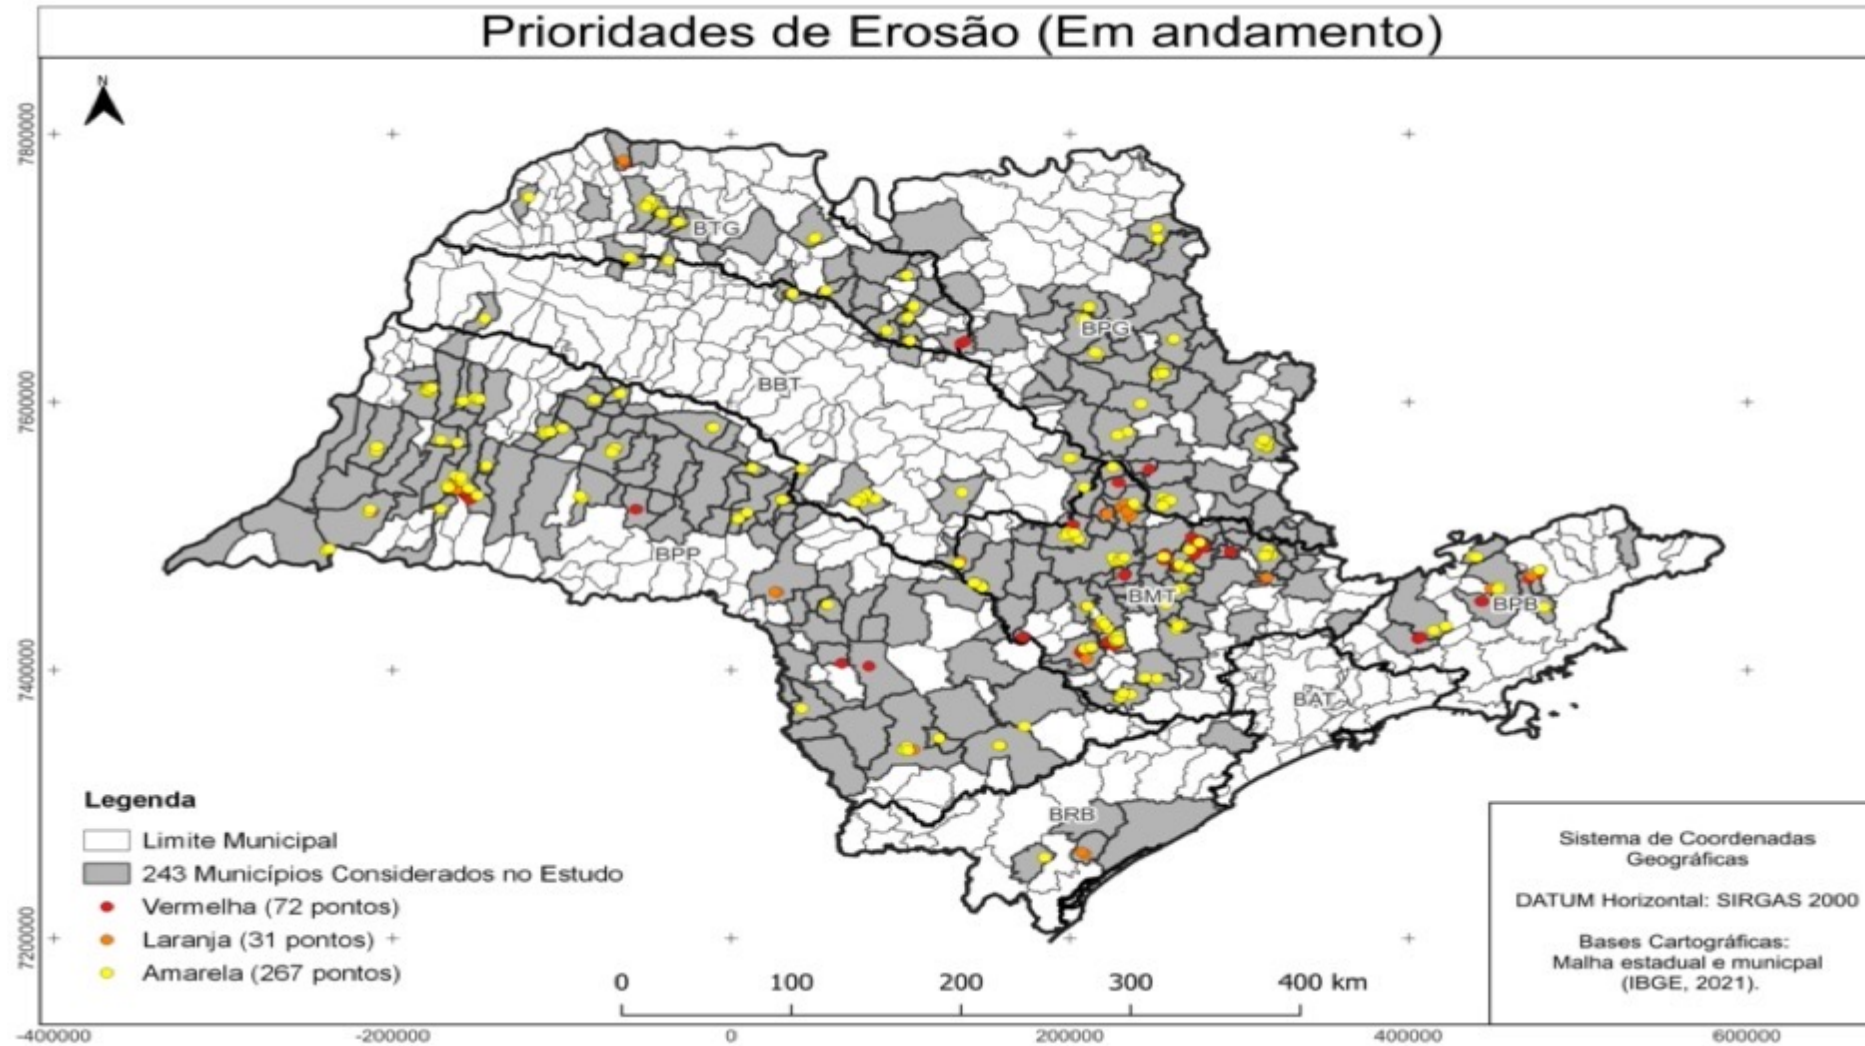 Prioridades de Erosão (Em andamento)
N
7800000
7600000
7400000
7200000
BTG
BPG
BBT
BPP
BMT
BPB
BAT
BRB
Legenda
Limite Municipal
243 Municípios Considerados no Estudo
Vermelha (72 pontos)
Laranja (31 pontos)
Amarela (267 pontos)
0 100 200 300 400 km
Sistema de Coordenadas
Geográficas
DATUM Horizontal: SIRGAS 2000
Bases Cartográficas:
Malha estadual e municpal
(IBGE, 2021).
-400000 -200000 0 200000 400000 600000